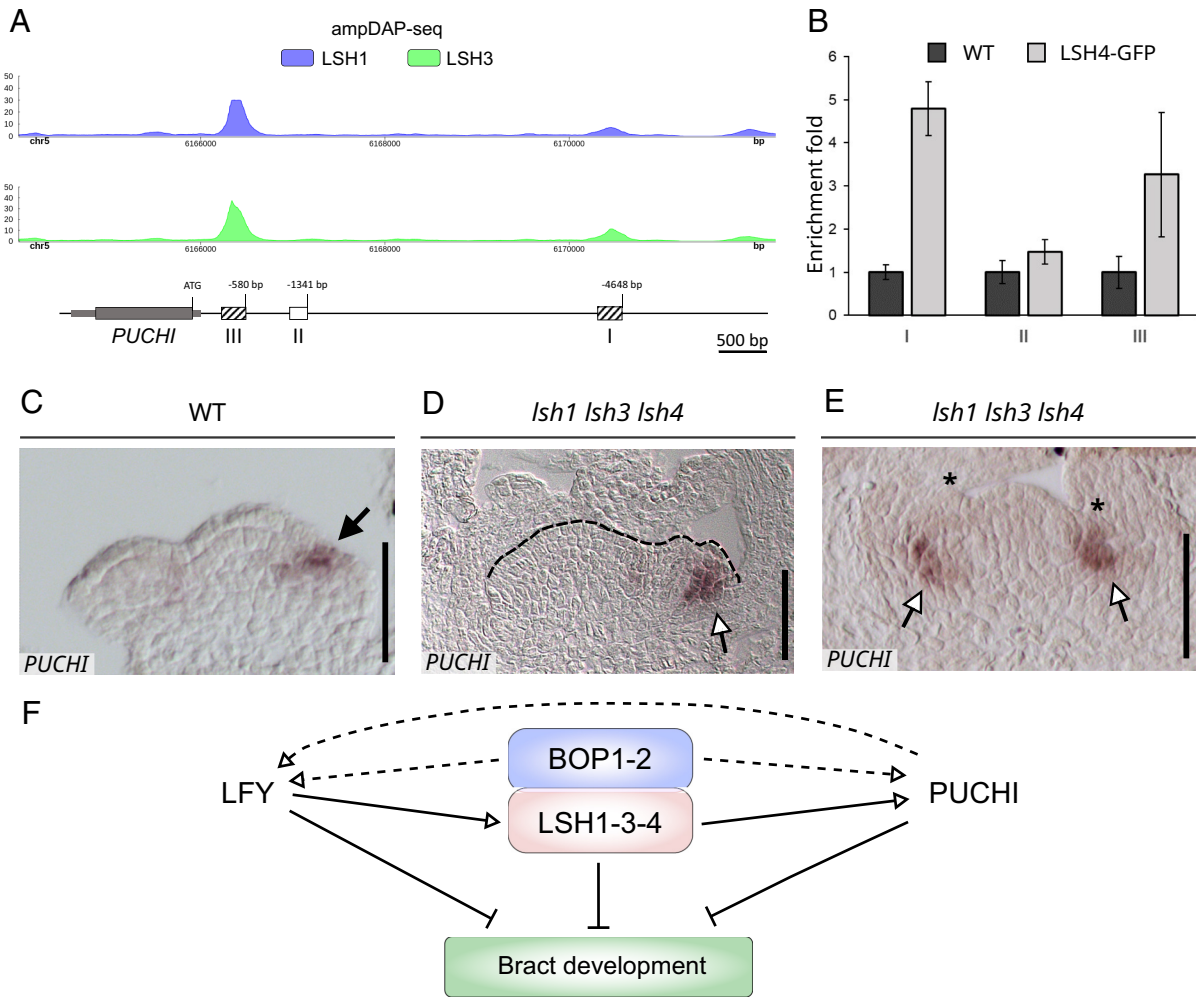 A
ampDAP-seq
LSH1 LSH3
50
40
30
20
10
0
chr5 6166000 6168000 6170000 bp
50
40
30
20
10
0
chr5 6166000 6168000 6170000 bp
ATG -580 bp -1341 bp -4648 bp
PUCHI III II I
500 bp
B
WT LSH4-GFP
Enrichment fold
6
5
4
3
2
1
0
I II III
C WT
PUCHI
D lsh1 lsh3 lsh4
PUCHI
E lsh1 lsh3 lsh4
* *
PUCHI
F
BOP1-2
LFY PUCHI
LSH1-3-4
Bract development